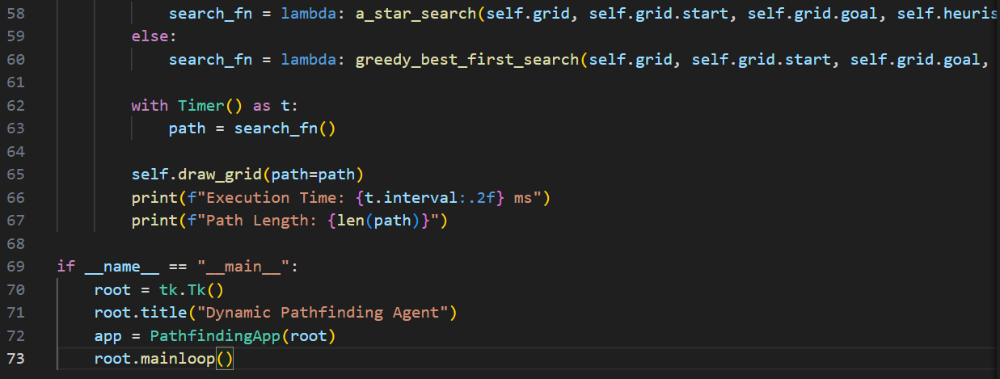 58 search_fn = lambda: a_star_search(self.grid, self.grid.start, self.grid.goal, self.heuris
59 else:
60 search_fn = lambda: greedy_best_first_search(self.grid, self.grid.start, self.grid.goal,
61
62 with Timer() as t:
63 path = search_fn()
64
65 self.draw_grid(path=path)
66 print(f"Execution Time: {t.interval:.2f} ms")
67 print(f"Path Length: {len(path)}")
68
69 if __name__ == "__main__":
70 root = tk.Tk()
71 root.title("Dynamic Pathfinding Agent")
72 app = PathfindingApp(root)
73 root.mainloop()